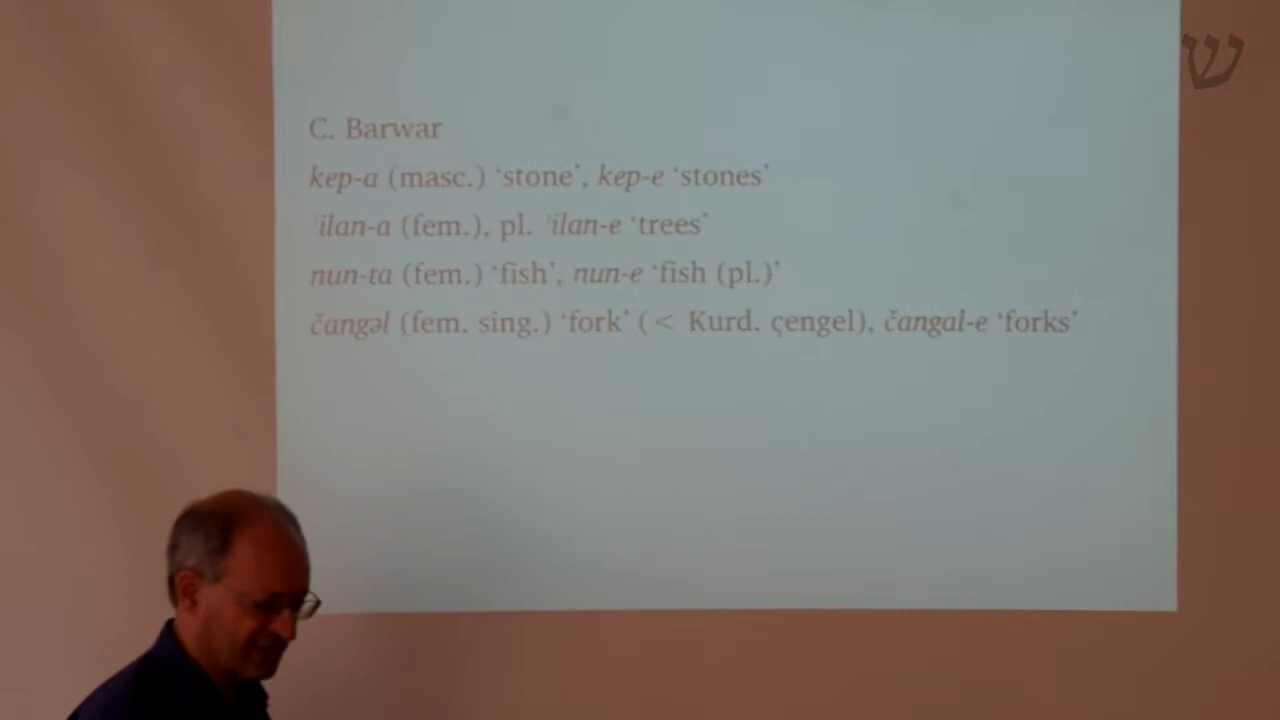 C. Barwar
kep-a (masc.) ‘stone’, kep-e ‘stones’
ʾilan-a (fem.), pl. ʾilan-e ‘trees’
nun-ta (fem.) ‘fish’, nun-e ‘fish (pl.)’
čangəl (fem. sing.) ‘fork’ (< Kurd. çengel), čangal-e ‘forks’
ש